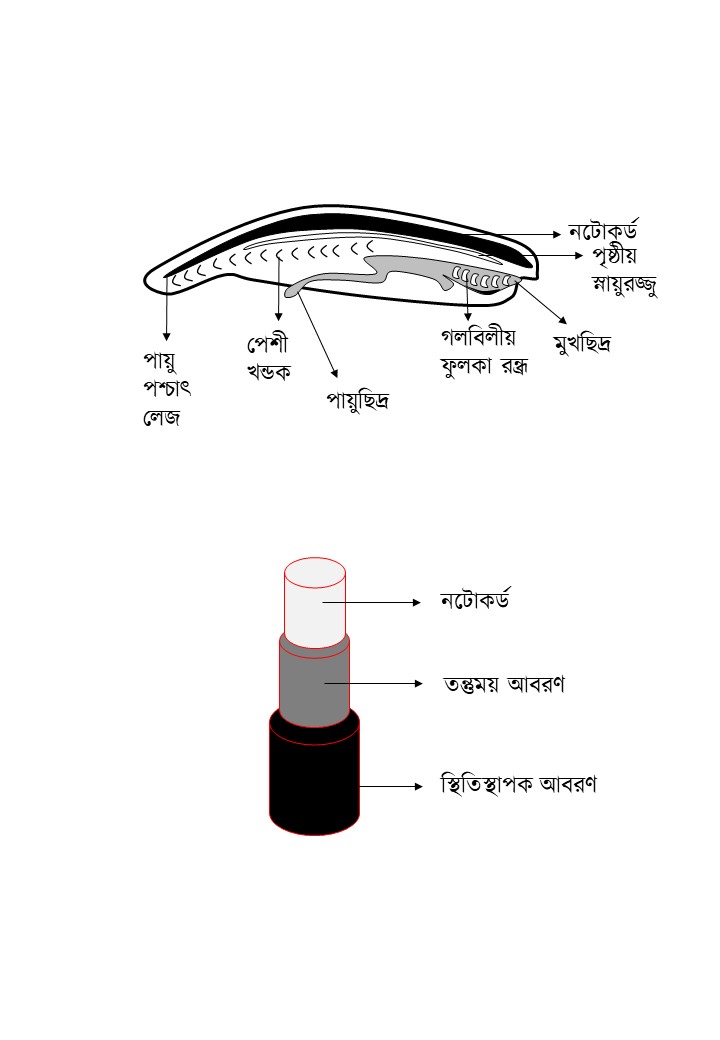 নটোকর্ড
পৃষ্ঠীয়
স্নায়ুরজ্জু
গলবিলীয়
ফুলকা রন্ধ্র
মুখছিদ্র
পেশী
খন্ডক
পায়ু
পশ্চাৎ
লেজ
পায়ুছিদ্র
নটোকর্ড
তন্তুময় আবরণ
স্থিতিস্থাপক আবরণ